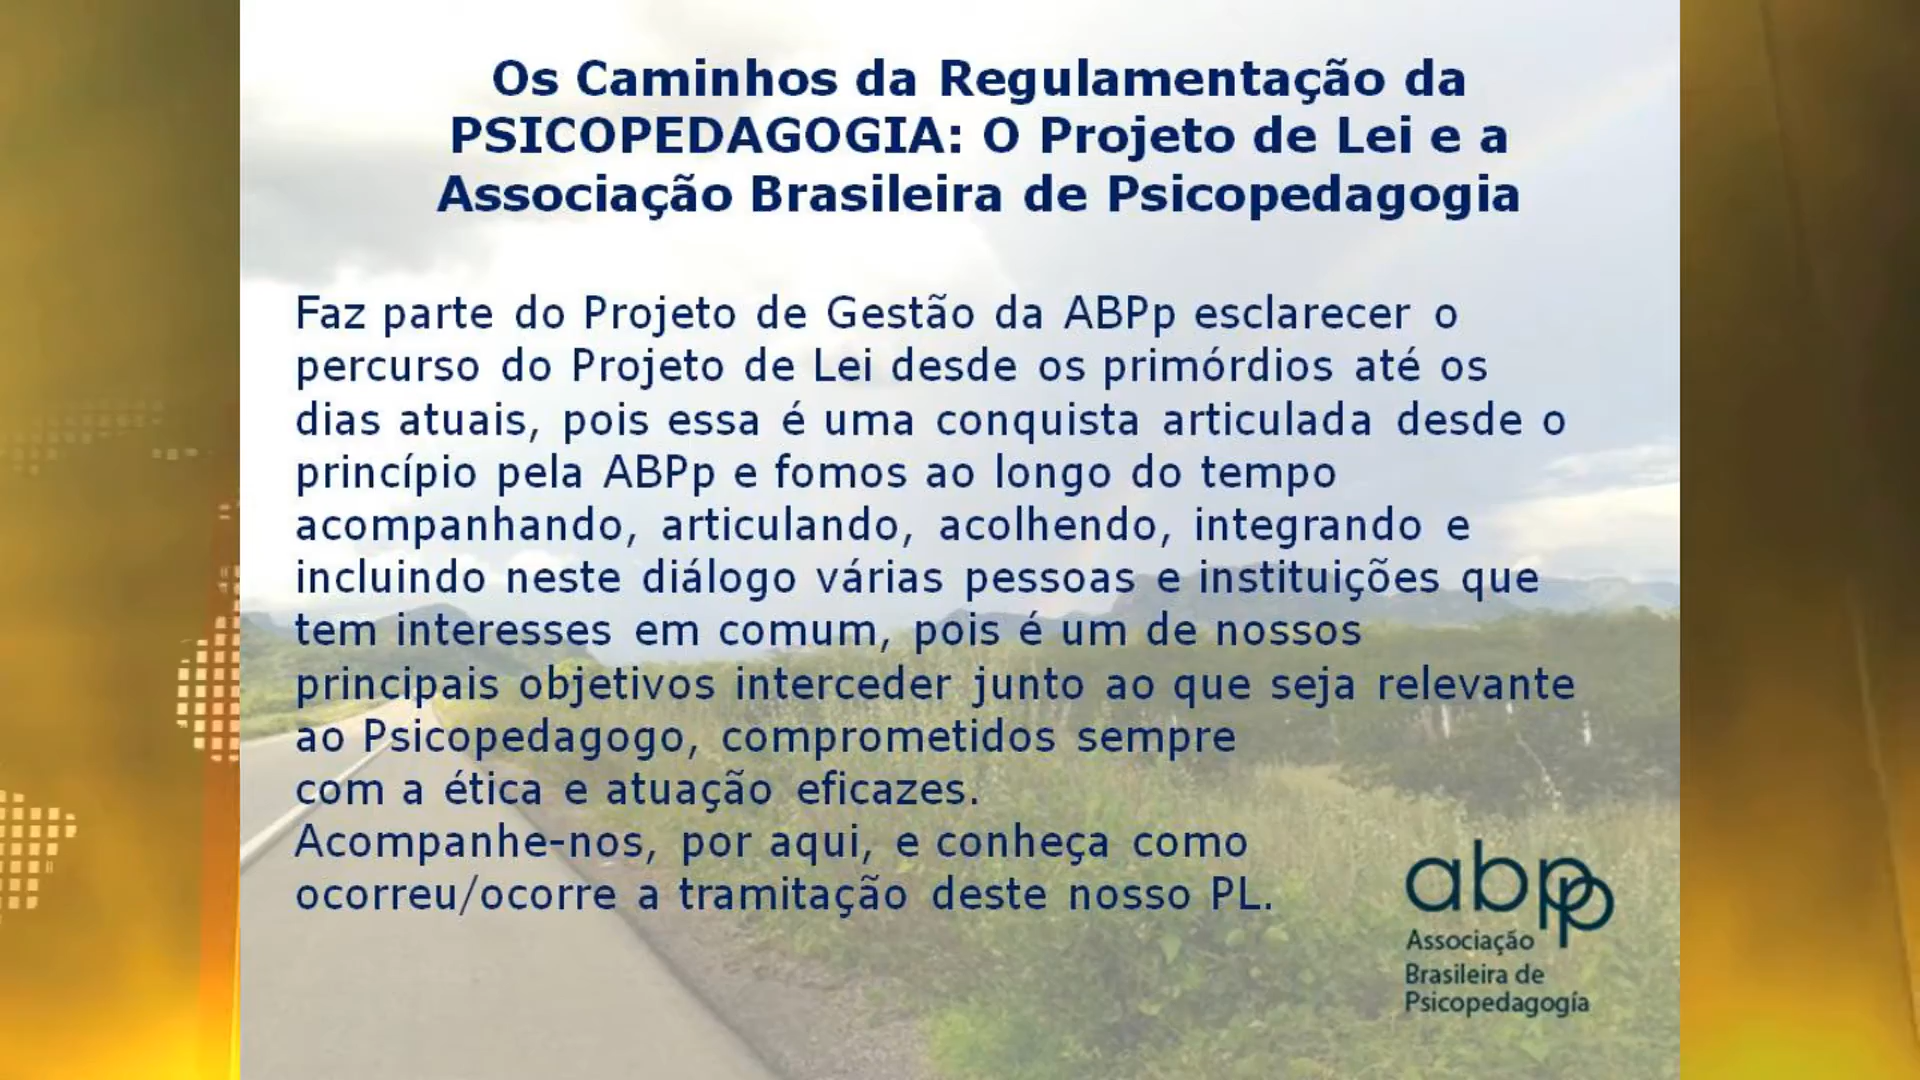 Os Caminhos da Regulamentação da
PSICOPEDAGOGIA: O Projeto de Lei e a
Associação Brasileira de Psicopedagogia
Faz parte do Projeto de Gestão da ABPp esclarecer o
percurso do Projeto de Lei desde os primórdios até os
dias atuais, pois essa é uma conquista articulada desde o
princípio pela ABPp e fomos ao longo do tempo
acompanhando, articulando, acolhendo, integrando e
incluindo neste diálogo várias pessoas e instituições que
tem interesses em comum, pois é um de nossos
principais objetivos interceder junto ao que seja relevante
ao Psicopedagogo, comprometidos sempre
com a ética e atuação eficazes.
Acompanhe-nos, por aqui, e conheça como
ocorreu/ocorre a tramitação deste nosso PL.
abpp
Associação
Brasileira de
Psicopedagogia